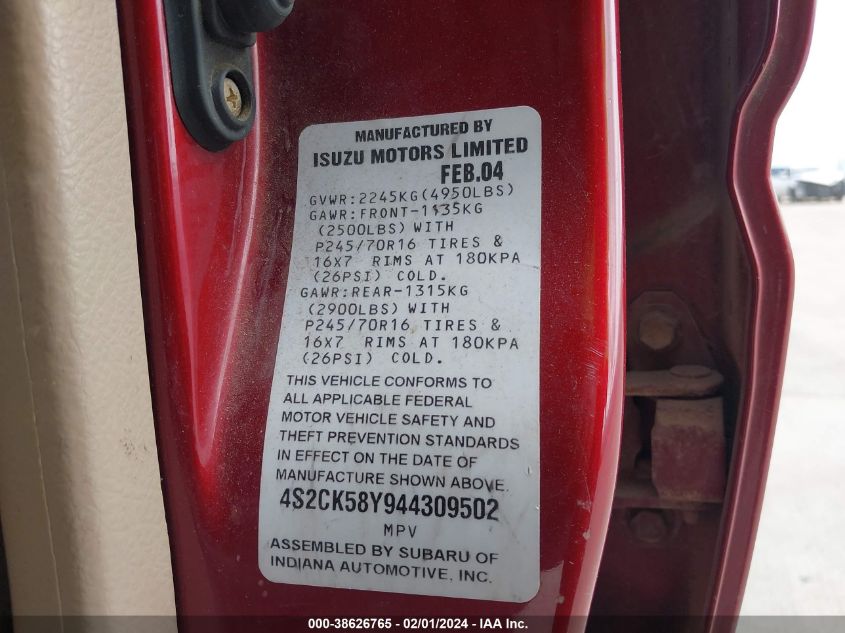 MANUFACTURED BY
ISUZU MOTORS LIMITED
FEB.04
GVWR:2245KG(4950LBS)
GAWR:FRONT-1135KG
(2500LBS) WITH
P245/70R16 TIRES &
16X7 RIMS AT 180KPA
(26PSI) COLD.
GAWR:REAR-1315KG
(2900LBS) WITH
P245/70R16 TIRES &
16X7 RIMS AT 180KPA
(26PSI) COLD.
THIS VEHICLE CONFORMS TO
ALL APPLICABLE FEDERAL
MOTOR VEHICLE SAFETY AND
THEFT PREVENTION STANDARDS
IN EFFECT ON THE DATE OF
MANUFACTURE SHOWN ABOVE.
4S2CK58Y944309502
MPV
ASSEMBLED BY SUBARU OF
INDIANA AUTOMOTIVE, INC.
000-38626765 - 02/01/2024 - IAA